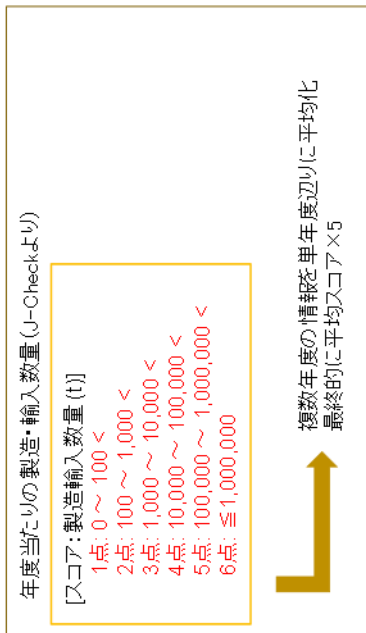 年度当たりの製造・輸入数量(J-Checkより)
[スコア：製造輸入数量(t)]
1点: 0 ～ 100 <
2点: 100 ～ 1,000 <
3点: 1,000 ～ 10,000 <
4点: 10,000 ～ 100,000 <
5点: 100,000 ～ 1,000,000 <
6点: ≦1,000,000
複数年度の情報を単年度辺りに平均化
最終的に平均スコア×5